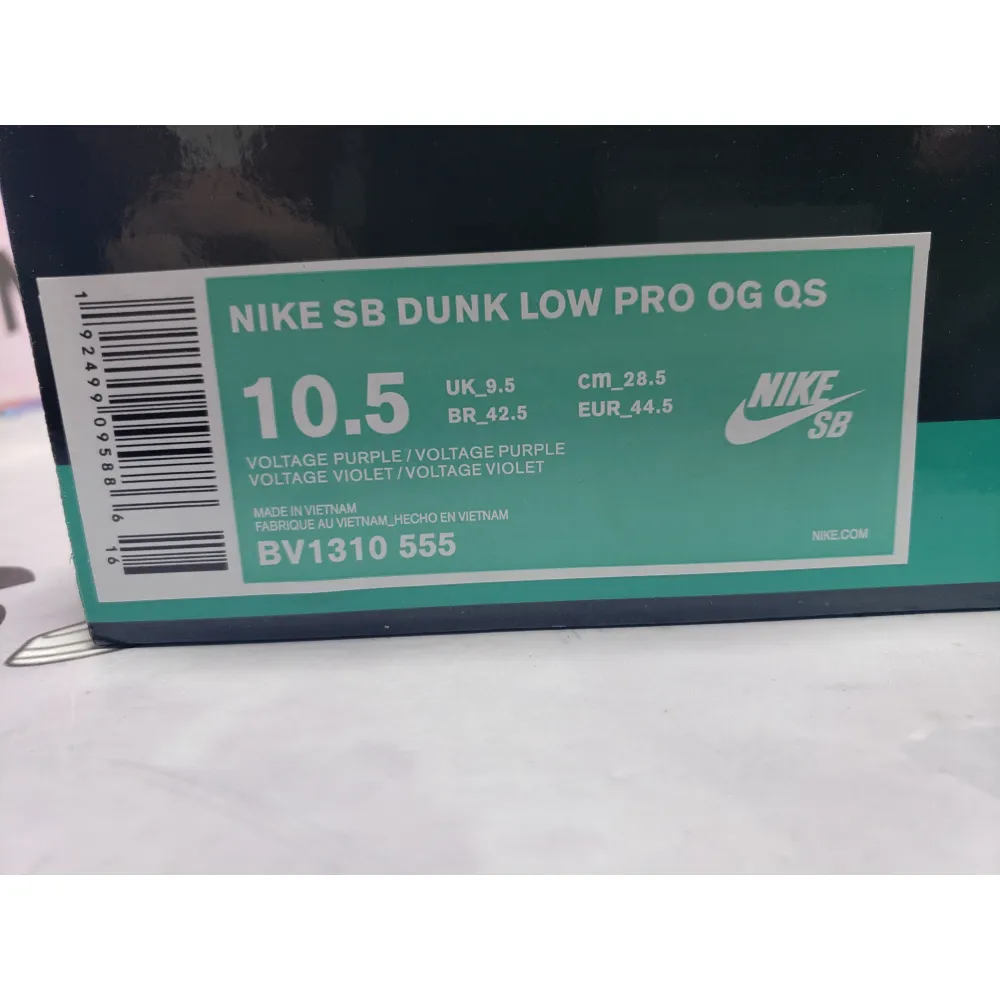 1 92499 09588 6 16
NIKE SB DUNK LOW PRO OG QS
10.5
UK_9.5
cm_28.5
BR_42.5
EUR_44.5
NIKE
SB
VOLTAGE PURPLE / VOLTAGE PURPLE
VOLTAGE VIOLET / VOLTAGE VIOLET
MADE IN VIETNAM
FABRIQUE AU VIETNAM_HECHO EN VIETNAM
BV1310 555
NIKE.COM